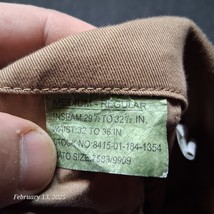 MEDIUM - REGULAR
INSEAM 29½ TO 32½ IN.
WAIST 32 TO 36 IN
STOCK NO: 8415-01-184-1354
NATO SIZE: 7583/9909
February 13, 2025